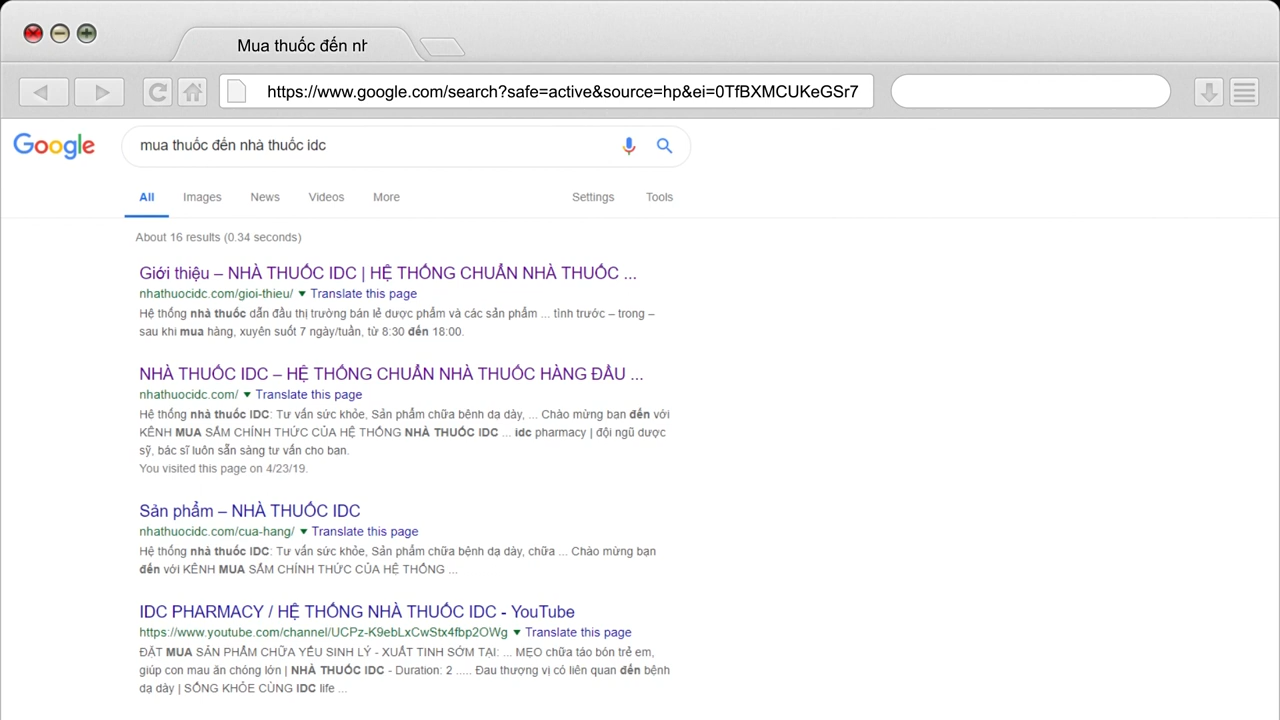 Mua thuốc đến nh
https://www.google.com/search?safe=active&source=hp&ei=0TfBXMCUKeGSr7
Google
mua thuốc đến nhà thuốc idc
All Images News Videos More Settings Tools
About 16 results (0.34 seconds)
Giới thiệu – NHÀ THUỐC IDC | HỆ THỐNG CHUẨN NHÀ THUỐC ...
nhathuocidc.com/gioi-thieu/ ▼ Translate this page
Hệ thống nhà thuốc dẫn đầu thị trường bán lẻ dược phẩm và các sản phẩm ... tình trước – trong –
sau khi mua hàng, xuyên suốt 7 ngày/tuần, từ 8:30 đến 18:00.
NHÀ THUỐC IDC – HỆ THỐNG CHUẨN NHÀ THUỐC HÀNG ĐẦU ...
nhathuocidc.com/ ▼ Translate this page
Hệ thống nhà thuốc IDC: Tư vấn sức khỏe, Sản phẩm chữa bệnh dạ dày, ... Chào mừng bạn đến với
KÊNH MUA SẮM CHÍNH THỨC CỦA HỆ THỐNG NHÀ THUỐC IDC ... idc pharmacy | đội ngũ dược
sỹ, bác sĩ luôn sẵn sàng tư vấn cho bạn.
You visited this page on 4/23/19.
Sản phẩm – NHÀ THUỐC IDC
nhathuocidc.com/cua-hang/ ▼ Translate this page
Hệ thống nhà thuốc IDC: Tư vấn sức khỏe, Sản phẩm chữa bệnh dạ dày, chữa ... Chào mừng bạn
đến với KÊNH MUA SẮM CHÍNH THỨC CỦA HỆ THỐNG ...
IDC PHARMACY / HỆ THỐNG NHÀ THUỐC IDC - YouTube
https://www.youtube.com/channel/UCPz-K9ebLxCwStx4fbp2OWg ▼ Translate this page
ĐẶT MUA SẢN PHẨM CHỮA YẾU SINH LÝ - XUẤT TINH SỚM TẠI: ... MẸO chữa táo bón trẻ em,
giúp con mau ăn chóng lớn | NHÀ THUỐC IDC - Duration: 2 ..... Đau thượng vị có liên quan đến bệnh
dạ dày | SỐNG KHỎE CÙNG IDC life ...